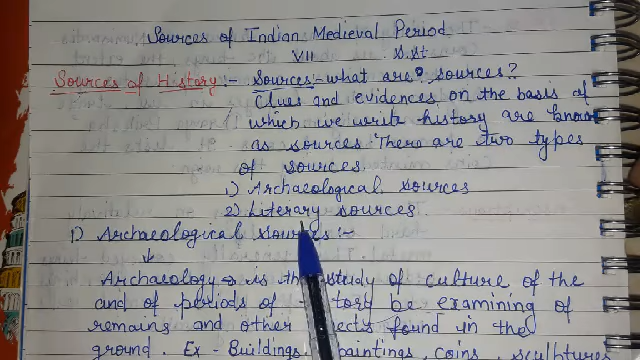 Sources of Indian Medieval Period
VII S.St
Sources of History :- Sources:- what are sources?
Clues and evidences on the basis of
which we write history are known
as sources. There are two types
of sources.
1) Archaeological sources
2) Literary sources.
1) Archaeological sources :-
Archaeology → is the study of culture of the
and of periods of be examining of
remains and other found in the
ground. Ex - Buildings, paintings, coins, sculptures